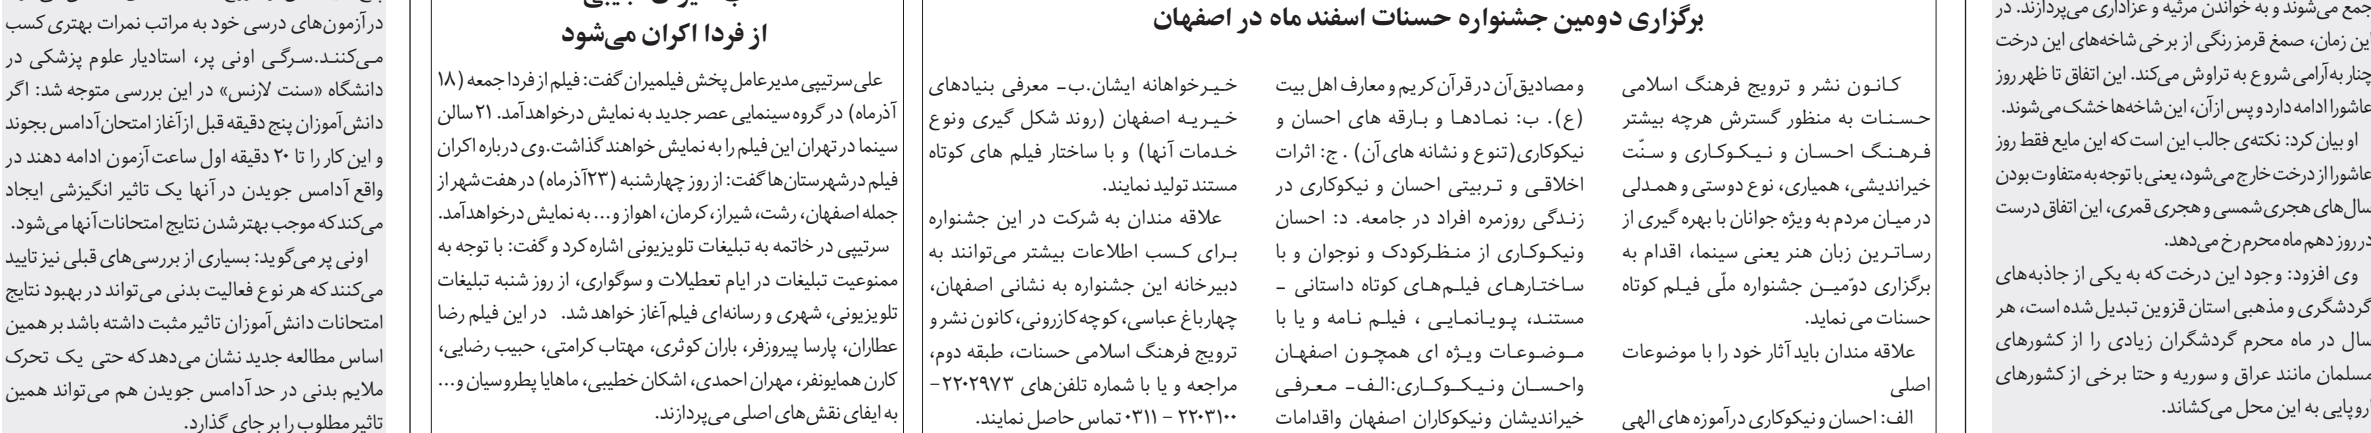 جمع می‌شوند و به خواندن مرثیه و عزاداری می‌پردازند. در
این زمان، صمغ قرمز رنگی از برخی شاخه‌های این درخت
چنار به آرامی شروع به تراوش می‌کند. این اتفاق تا ظهر روز
عاشورا ادامه دارد و پس از آن، این شاخه‌ها خشک می‌شوند.
او بیان کرد: نکته‌ی جالب این است که این مایع فقط روز
عاشورا از درخت خارج می‌شود، یعنی با توجه به متفاوت بودن
سال‌های هجری شمسی و هجری قمری، این اتفاق درست
در روز دهم ماه محرم رخ می‌دهد.
وی افزود: وجود این درخت که به یکی از جاذبه‌های
گردشگری و مذهبی استان قزوین تبدیل شده است، هر
سال در ماه محرم گردشگران زیادی را از کشورهای
مسلمان مانند عراق و سوریه و حتا برخی از کشورهای
اروپایی به این محل می‌کشاند.
برگزاری دومین جشنواره حسنات اسفند ماه در اصفهان
کانون نشر و ترویج فرهنگ اسلامی
حسنات به منظور گسترش هرچه بیشتر
فرهنگ احسان و نیکوکاری و سنّت
خیراندیشی، همیاری، نوع دوستی و همدلی
در میان مردم به ویژه جوانان با بهره گیری از
رساترین زبان هنر یعنی سینما، اقدام به
برگزاری دوّمین جشنواره ملّی فیلم کوتاه
حسنات می نماید.
علاقه مندان باید آثار خود را با موضوعات
اصلی
الف: احسان و نیکوکاری درآموزه های الهی
و مصادیق آن در قرآن کریم و معارف اهل بیت
(ع). ب: نمادها و بارقه های احسان و
نیکوکاری (تنوع و نشانه های آن) . ج: اثرات
اخلاقی و تربیتی احسان و نیکوکاری در
زندگی روزمره افراد در جامعه. د: احسان
ونیکوکاری از منظرکودک و نوجوان و با
ساختارهای فیلم‌های کوتاه داستانی -
مستند، پویانمایی ، فیلم نامه و یا با
موضوعات ویژه ای همچون اصفهان
واحسان ونیکوکاری:الف- معرفی
خیراندیشان ونیکوکاران اصفهان واقدامات
خیرخواهانه ایشان.ب- معرفی بنیادهای
خیریه اصفهان (روند شکل گیری ونوع
خدمات آنها) و با ساختار فیلم های کوتاه
مستند تولید نمایند.
علاقه مندان به شرکت در این جشنواره
برای کسب اطلاعات بیشتر می‌توانند به
دبیرخانه این جشنواره به نشانی اصفهان،
چهارباغ عباسی، کوچه کازرونی، کانون نشر و
ترویج فرهنگ اسلامی حسنات، طبقه دوم،
مراجعه و یا با شماره تلفن‌های ۲۲۰۲۹۷۳-
۲۲۰۳۱۰۰ - ۰۳۱۱ تماس حاصل نمایند.
از فردا اکران می‌شود
علی سرتیپی مدیرعامل پخش فیلمیران گفت: فیلم از فردا جمعه (۱۸
آذرماه) در گروه سینمایی عصر جدید به نمایش درخواهد‌آمد. ۲۱ سالن
سینما در تهران این فیلم را به نمایش خواهند گذاشت.وی درباره اکران
فیلم درشهرستان‌ها گفت: از روز چهارشنبه (۲۳آذرماه) در هفت شهر از
جمله اصفهان، رشت، شیراز، کرمان، اهواز و... به نمایش درخواهدآمد.
سرتیپی در خاتمه به تبلیغات تلویزیونی اشاره کرد و گفت: با توجه به
ممنوعیت تبلیغات در ایام تعطیلات و سوگواری، از روز شنبه تبلیغات
تلویزیونی، شهری و رسانه‌ای فیلم آغاز خواهد شد. در این فیلم رضا
عطاران، پارسا پیروزفر، باران کوثری، مهتاب کرامتی، حبیب رضایی،
کارن همایونفر، مهران احمدی، اشکان خطیبی، ماهایا پطروسیان و...
به ایفای نقش‌های اصلی می‌پردازند.
در آزمون‌های درسی خود به مراتب نمرات بهتری کسب
می‌کنند.سرگی اونی پر، استادیار علوم پزشکی در
دانشگاه «سنت لارنس» در این بررسی متوجه شد: اگر
دانش آموزان پنج دقیقه قبل از آغاز امتحان آدامس بجوند
و این کار را تا ۲۰ دقیقه اول ساعت آزمون ادامه دهند در
واقع آدامس جویدن در آنها یک تاثیر انگیزشی ایجاد
می‌کند که موجب بهتر شدن نتایج امتحانات آنها می‌شود.
اونی پر می‌گوید: بسیاری از بررسی‌های قبلی نیز تایید
می‌کنند که هر نوع فعالیت بدنی می‌تواند در بهبود نتایج
امتحانات دانش آموزان تاثیر مثبت داشته باشد بر همین
اساس مطالعه جدید نشان می‌دهد که حتی یک تحرک
ملایم بدنی در حد آدامس جویدن هم می‌تواند همین
تاثیر مطلوب را بر جای گذارد.